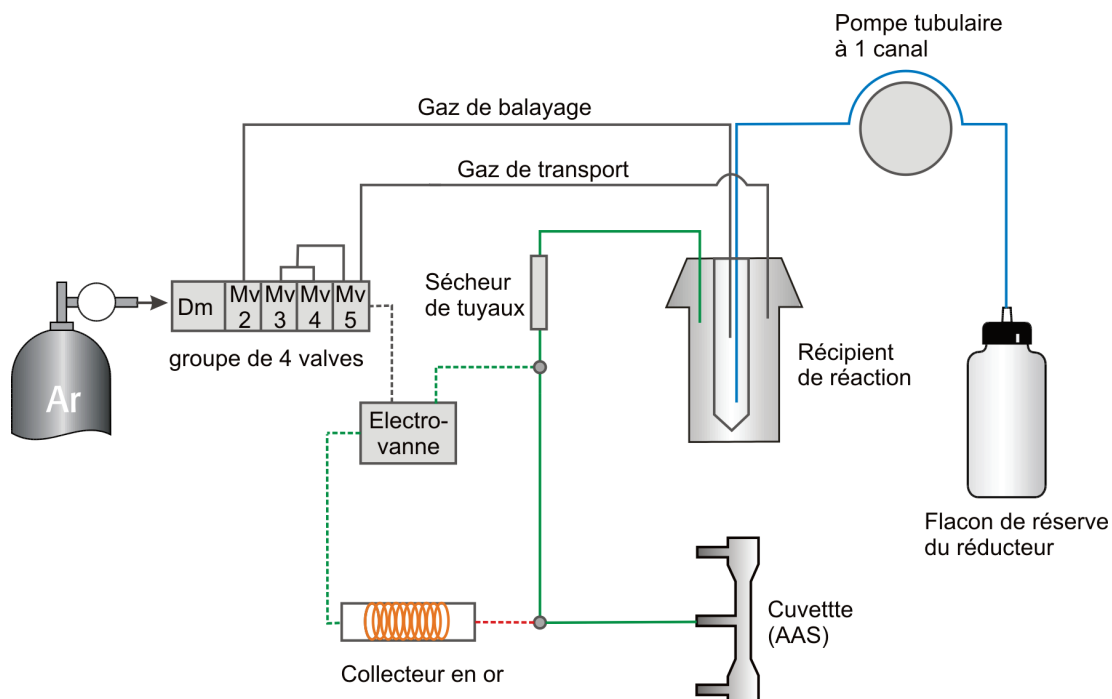 Pompe tubulaire
à 1 canal
Gaz de balayage
Gaz de transport
Sécheur
de tuyaux
Dm
Mv
2
Mv
3
Mv
4
Mv
5
groupe de 4 valves
Ar
Récipient
de réaction
Electro-
vanne
Flacon de réserve
du réducteur
Cuvettte
(AAS)
Collecteur en or